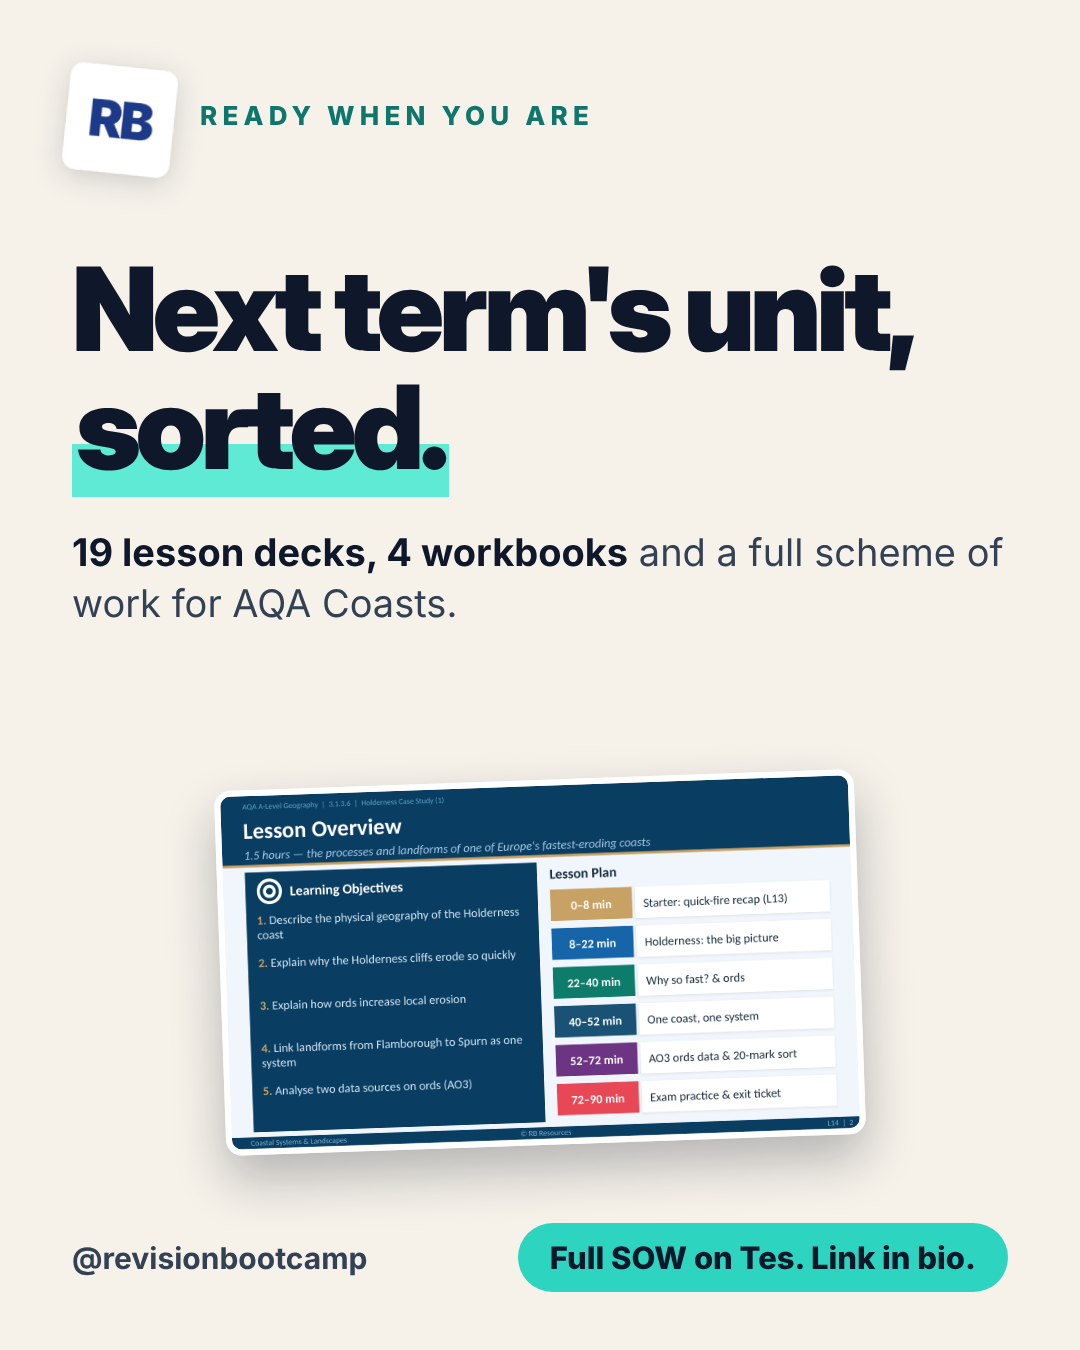 RB
READY WHEN YOU ARE
Next term's unit,
sorted.
19 lesson decks, 4 workbooks and a full scheme of
work for AQA Coasts.
AQA A-Level Geography | 3.1.3.6 | Holderness Case Study (1)
Lesson Overview
1.5 hours — the processes and landforms of one of Europe's fastest-eroding coasts
Learning Objectives
1. Describe the physical geography of the Holderness
coast
2. Explain why the Holderness cliffs erode so quickly
3. Explain how ords increase local erosion
4. Link landforms from Flamborough to Spurn as one
system
5. Analyse two data sources on ords (AO3)
Lesson Plan
0–8 min Starter: quick-fire recap (L13)
8–22 min Holderness: the big picture
22–40 min Why so fast? & ords
40–52 min One coast, one system
52–72 min AO3 ords data & 20-mark sort
72–90 min Exam practice & exit ticket
Coastal Systems & Landscapes © RB Resources L14 | 2
@revisionbootcamp
Full SOW on Tes. Link in bio.